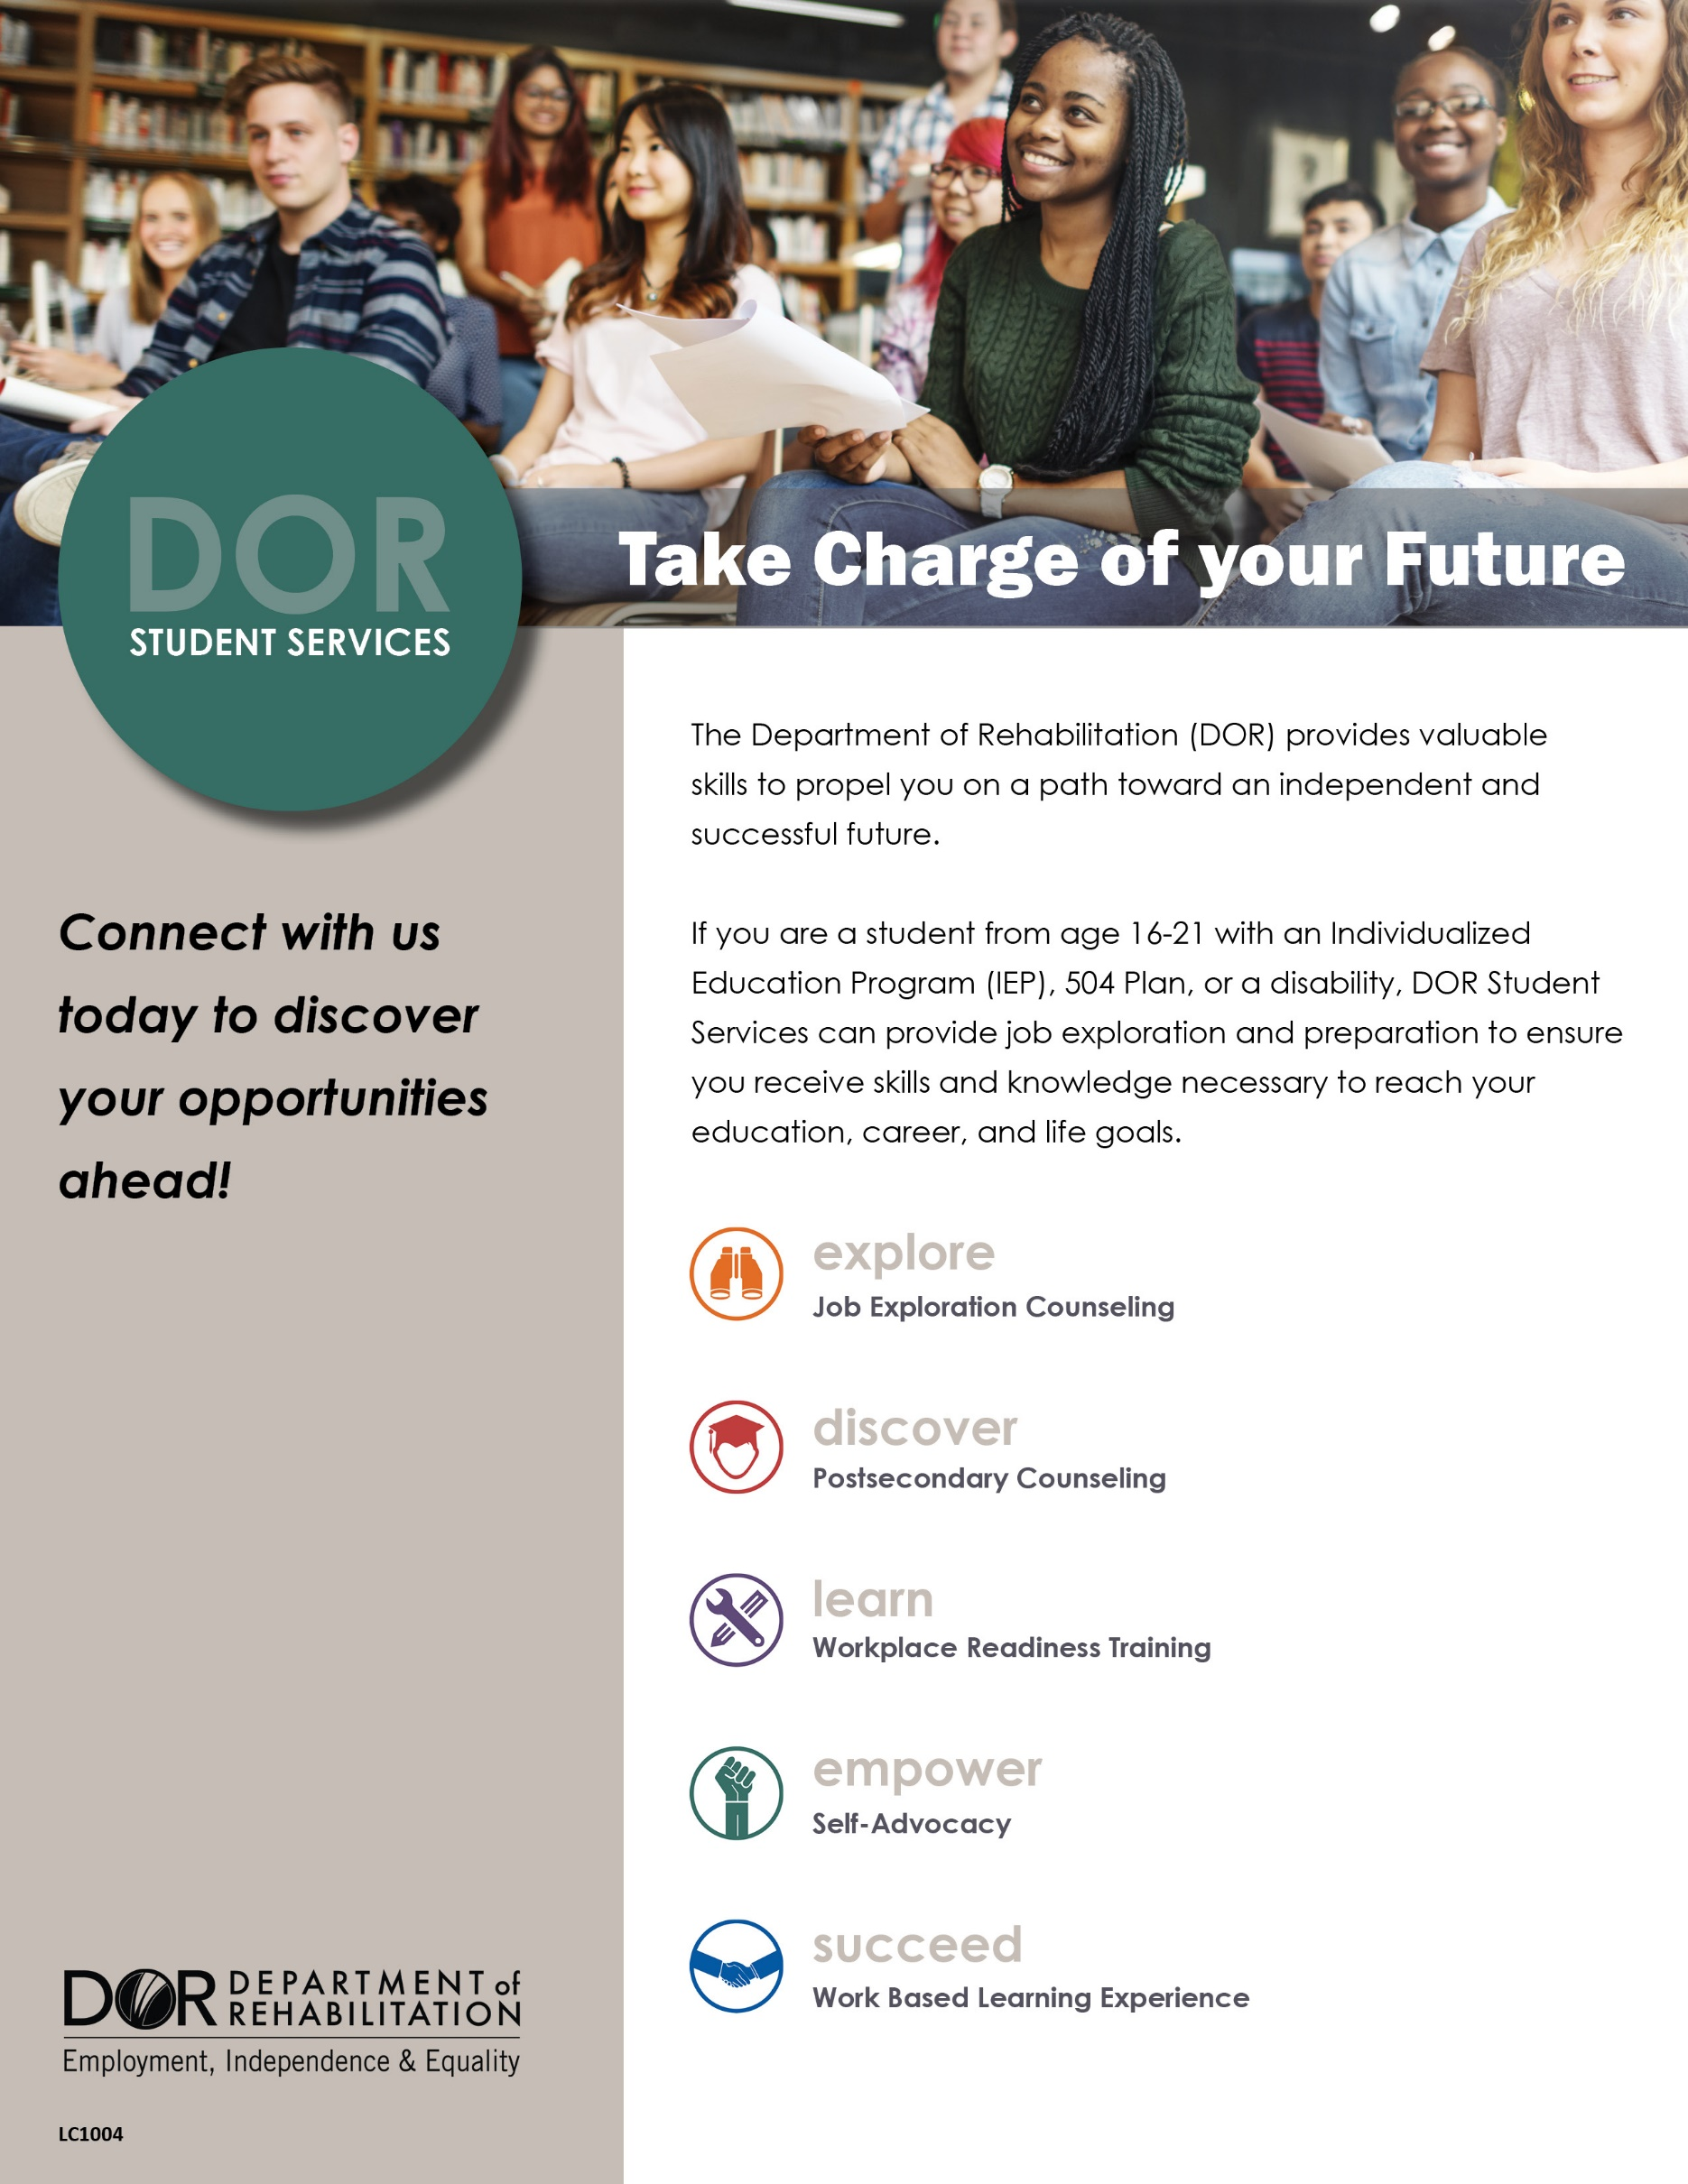 DOR
STUDENT SERVICES
Take Charge of your Future
Connect with us
today to discover
your opportunities
ahead!
The Department of Rehabilitation (DOR) provides valuable
skills to propel you on a path toward an independent and
successful future.
If you are a student from age 16-21 with an Individualized
Education Program (IEP), 504 Plan, or a disability, DOR Student
Services can provide job exploration and preparation to ensure
you receive skills and knowledge necessary to reach your
education, career, and life goals.
explore
Job Exploration Counseling
discover
Postsecondary Counseling
learn
Workplace Readiness Training
empower
Self-Advocacy
succeed
Work Based Learning Experience
DOR DEPARTMENT of
REHABILITATION
Employment, Independence & Equality
LC1004